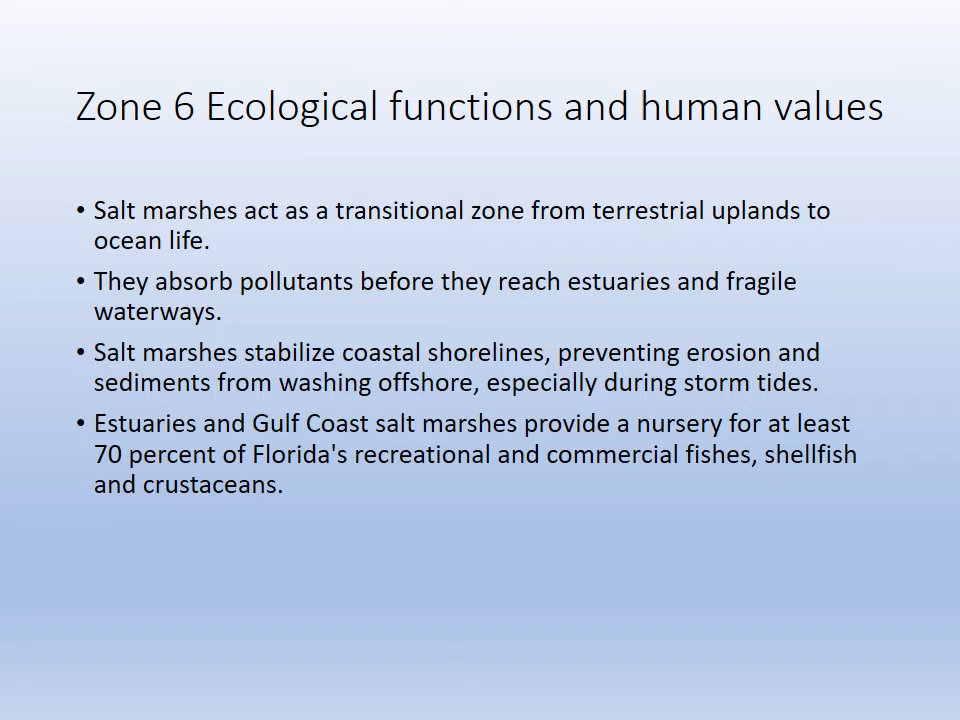 Zone 6 Ecological functions and human values
• Salt marshes act as a transitional zone from terrestrial uplands to
ocean life.
• They absorb pollutants before they reach estuaries and fragile
waterways.
• Salt marshes stabilize coastal shorelines, preventing erosion and
sediments from washing offshore, especially during storm tides.
• Estuaries and Gulf Coast salt marshes provide a nursery for at least
70 percent of Florida's recreational and commercial fishes, shellfish
and crustaceans.